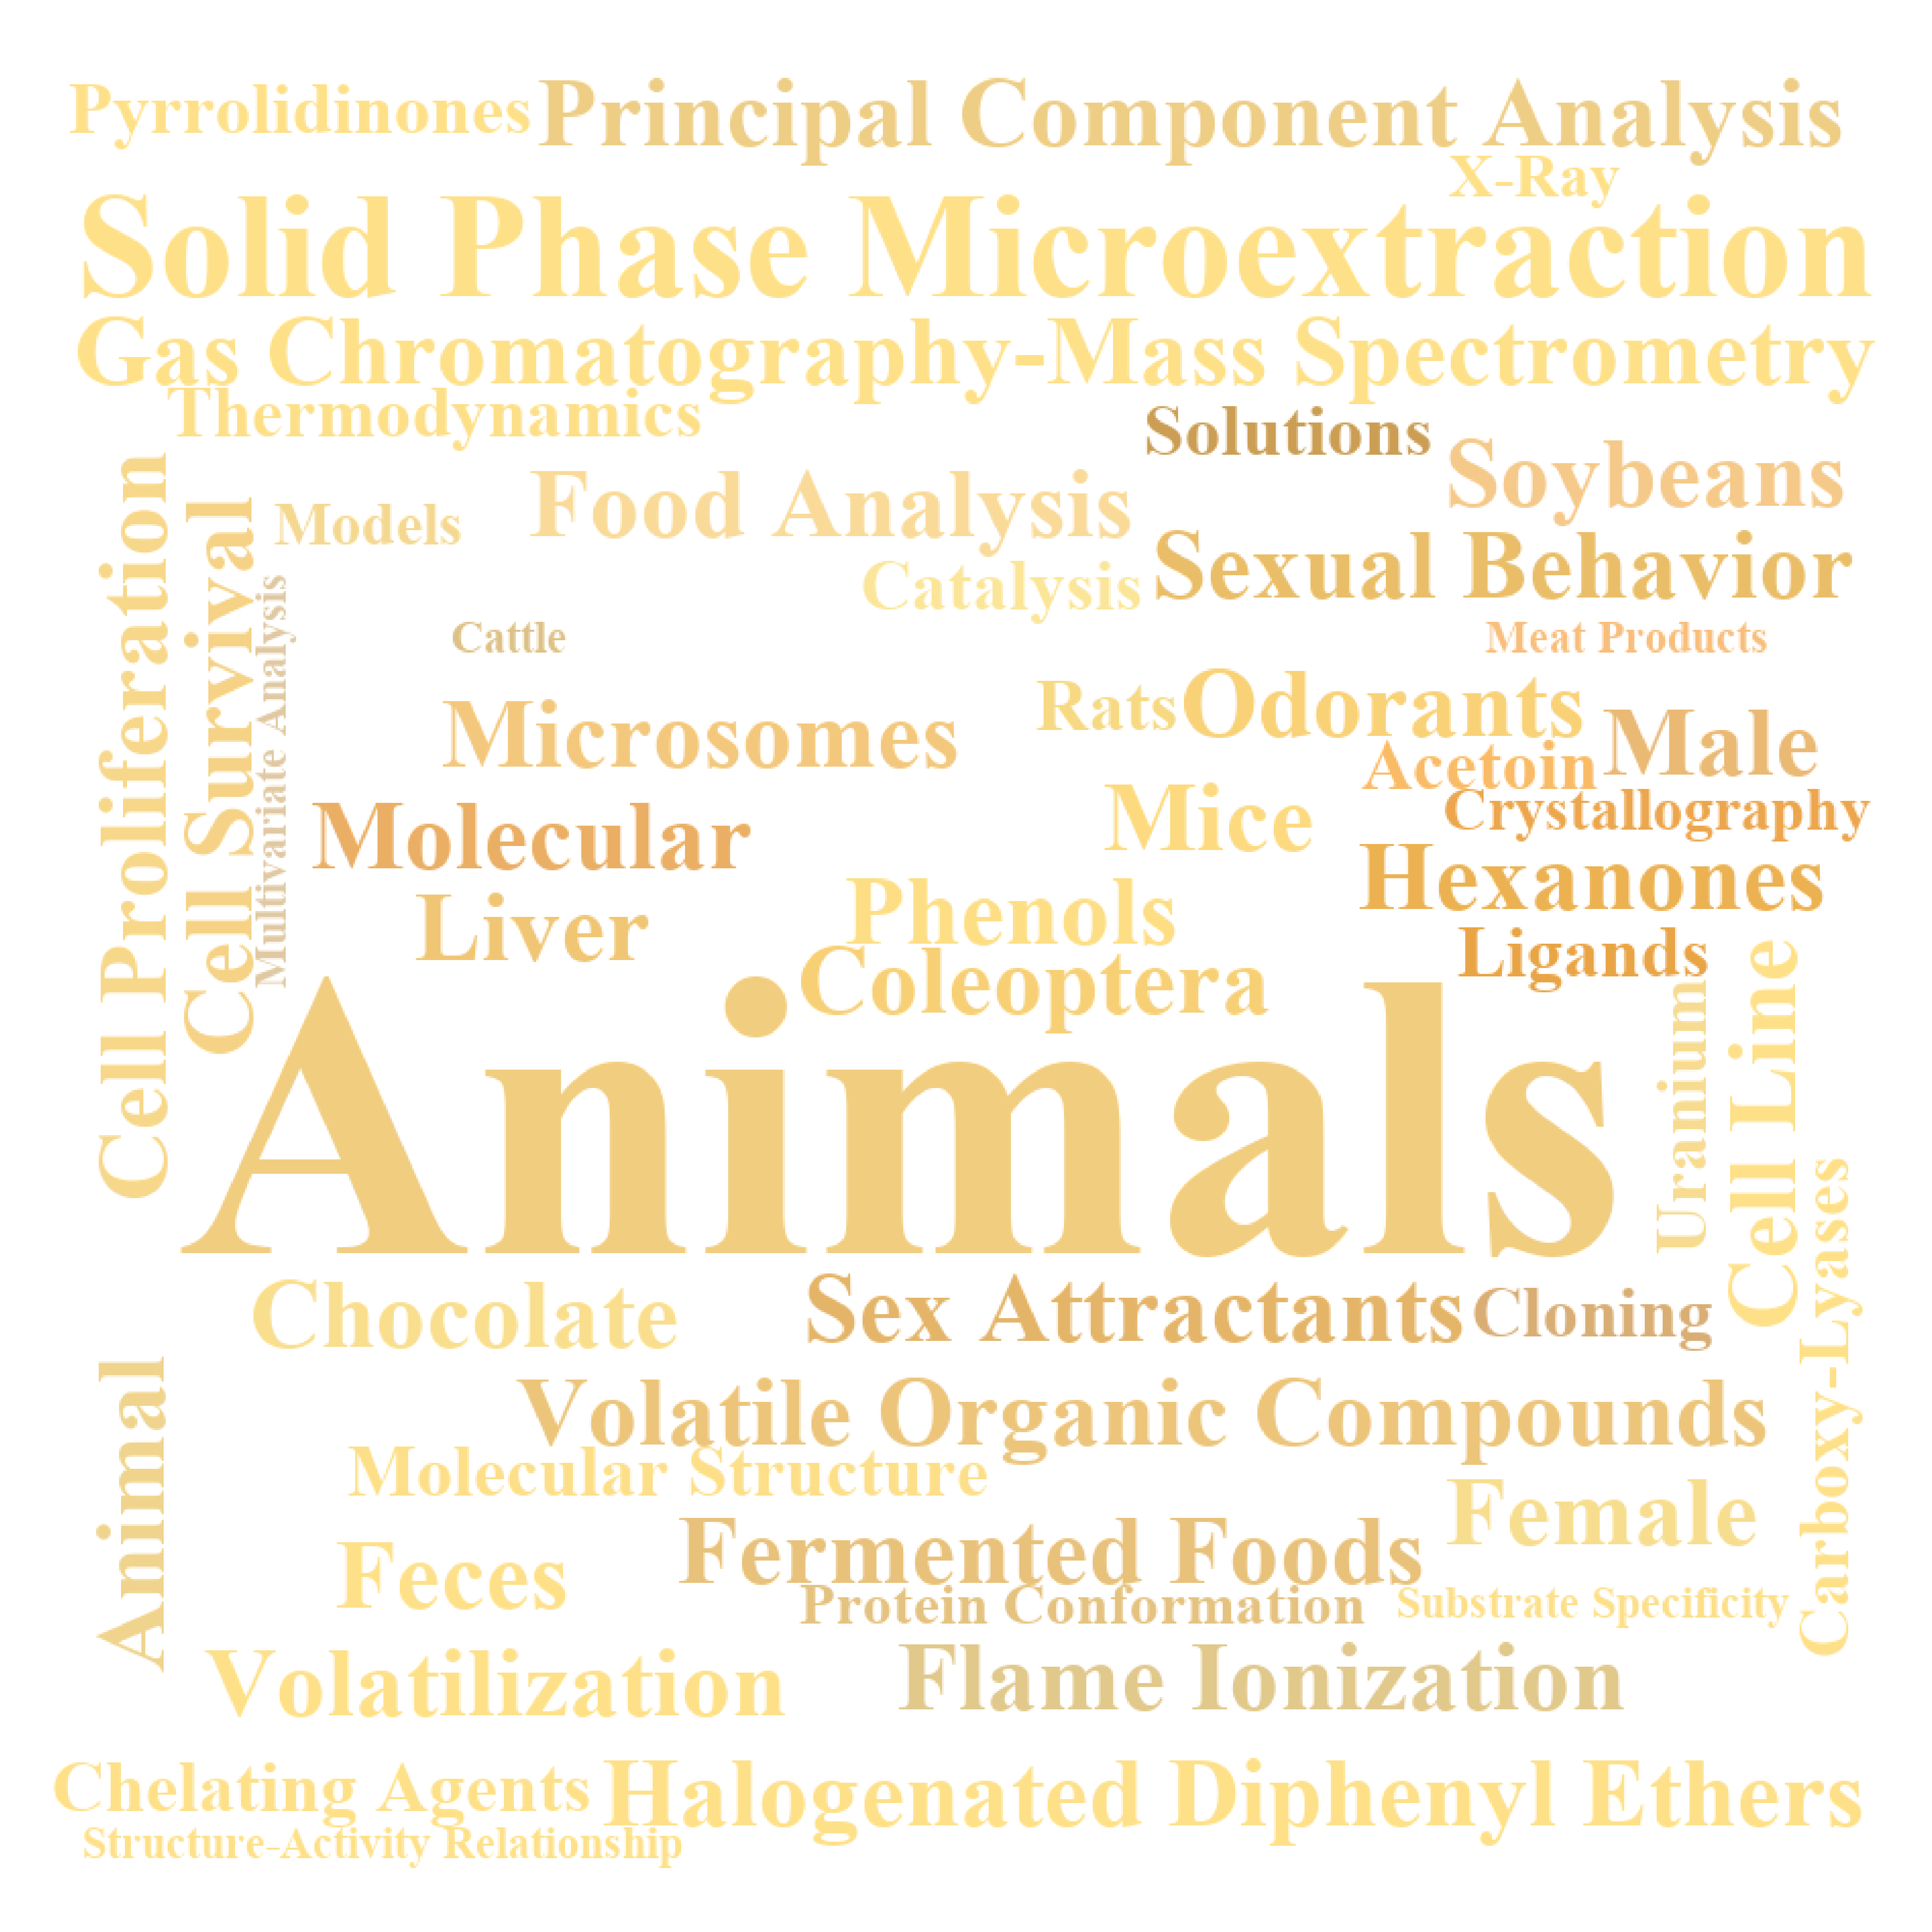 Pyrrolidinones
Principal Component Analysis
X-Ray
Solid Phase Microextraction
Gas Chromatography-Mass Spectrometry
Thermodynamics
Solutions
Soybeans
Food Analysis
Models
Cell Proliferation
Cell Survival
Multivariate Analysis
Catalysis
Sexual Behavior
Cattle
Meat Products
Rats
Odorants
Male
Microsomes
Acetoin
Crystallography
Mice
Molecular
Hexanones
Phenols
Liver
Ligands
Coleoptera
Animals
Uranium
Cell Line
Carboxy-Lyases
Chocolate
Sex Attractants
Cloning
Animal
Volatile Organic Compounds
Molecular Structure
Female
Fermented Foods
Feces
Protein Conformation
Substrate Specificity
Volatilization
Flame Ionization
Chelating Agents
Halogenated Diphenyl Ethers
Structure-Activity Relationship